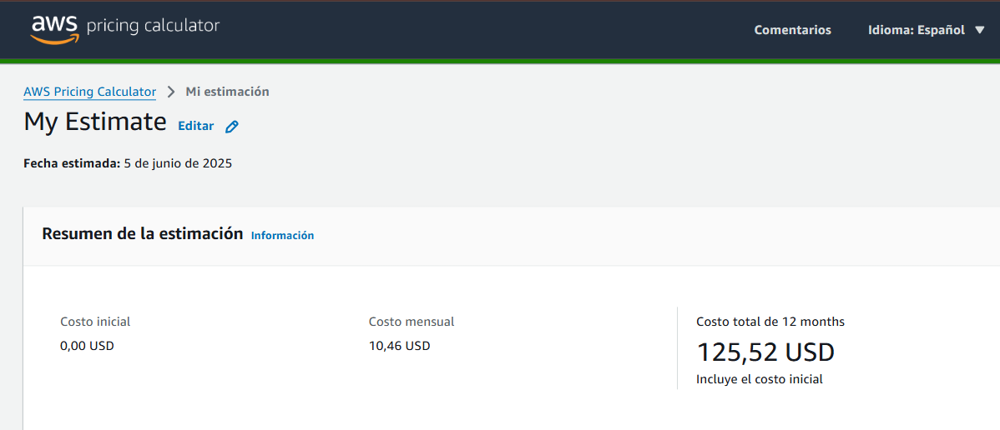 aws pricing calculator
Comentarios
Idioma: Español
AWS Pricing Calculator
Mi estimación
My Estimate
Editar
Fecha estimada: 5 de junio de 2025
Resumen de la estimación
Información
Costo inicial
0,00 USD
Costo mensual
10,46 USD
Costo total de 12 months
125,52 USD
Incluye el costo inicial